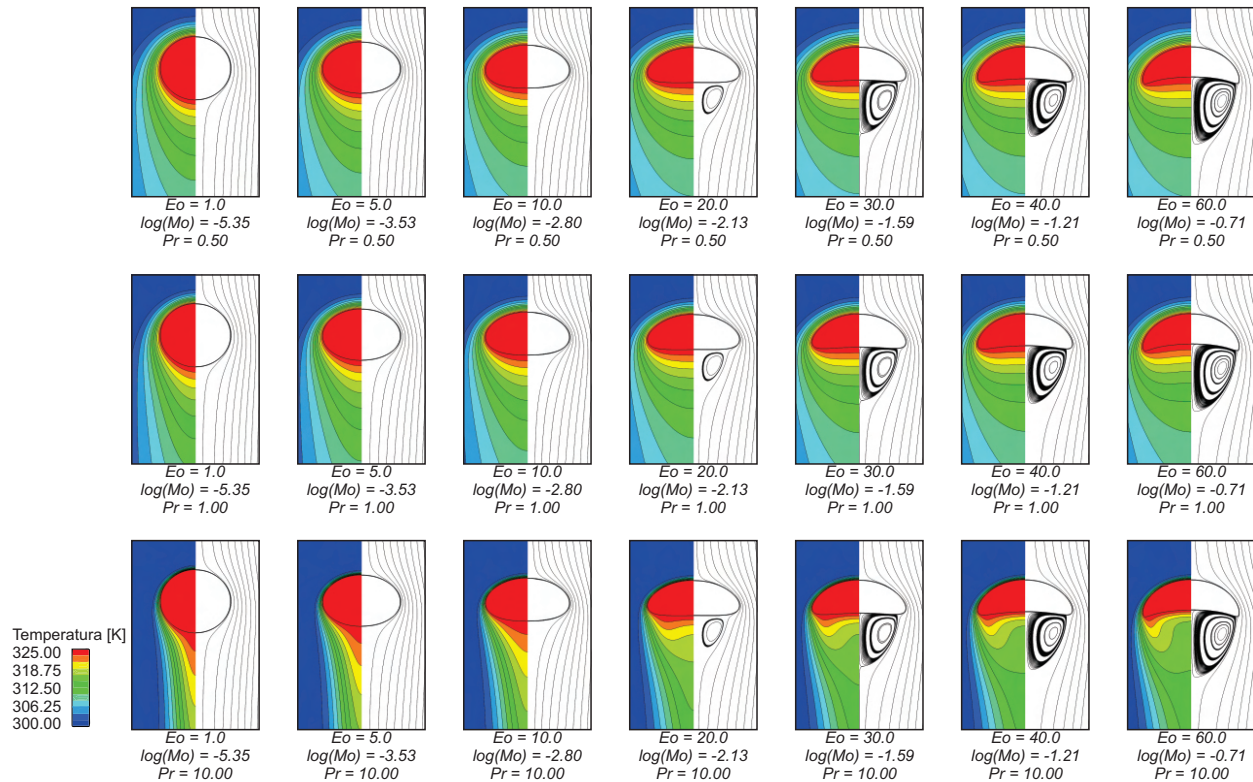 Eo = 1.0 Eo = 5.0 Eo = 10.0 Eo = 20.0 Eo = 30.0 Eo = 40.0 Eo = 60.0
log(Mo) = -5.35 log(Mo) = -3.53 log(Mo) = -2.80 log(Mo) = -2.13 log(Mo) = -1.59 log(Mo) = -1.21 log(Mo) = -0.71
Pr = 0.50 Pr = 0.50 Pr = 0.50 Pr = 0.50 Pr = 0.50 Pr = 0.50 Pr = 0.50
Eo = 1.0 Eo = 5.0 Eo = 10.0 Eo = 20.0 Eo = 30.0 Eo = 40.0 Eo = 60.0
log(Mo) = -5.35 log(Mo) = -3.53 log(Mo) = -2.80 log(Mo) = -2.13 log(Mo) = -1.59 log(Mo) = -1.21 log(Mo) = -0.71
Pr = 1.00 Pr = 1.00 Pr = 1.00 Pr = 1.00 Pr = 1.00 Pr = 1.00 Pr = 1.00
Temperatura [K]
325.00
318.75
312.50
306.25
300.00
Eo = 1.0 Eo = 5.0 Eo = 10.0 Eo = 20.0 Eo = 30.0 Eo = 40.0 Eo = 60.0
log(Mo) = -5.35 log(Mo) = -3.53 log(Mo) = -2.80 log(Mo) = -2.13 log(Mo) = -1.59 log(Mo) = -1.21 log(Mo) = -0.71
Pr = 10.00 Pr = 10.00 Pr = 10.00 Pr = 10.00 Pr = 10.00 Pr = 10.00 Pr = 10.00